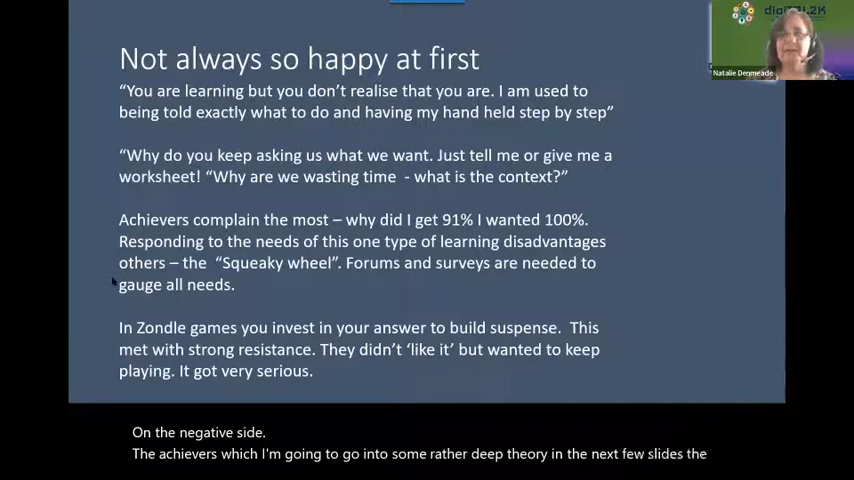 digiTAL2K
Natalie Denmeade
Not always so happy at first
“You are learning but you don’t realise that you are. I am used to
being told exactly what to do and having my hand held step by step”
“Why do you keep asking us what we want. Just tell me or give me a
worksheet! “Why are we wasting time - what is the context?”
Achievers complain the most – why did I get 91% I wanted 100%.
Responding to the needs of this one type of learning disadvantages
others – the “Squeaky wheel”. Forums and surveys are needed to
gauge all needs.
In Zondle games you invest in your answer to build suspense. This
met with strong resistance. They didn’t ‘like it’ but wanted to keep
playing. It got very serious.
On the negative side.
The achievers which I'm going to go into some rather deep theory in the next few slides the